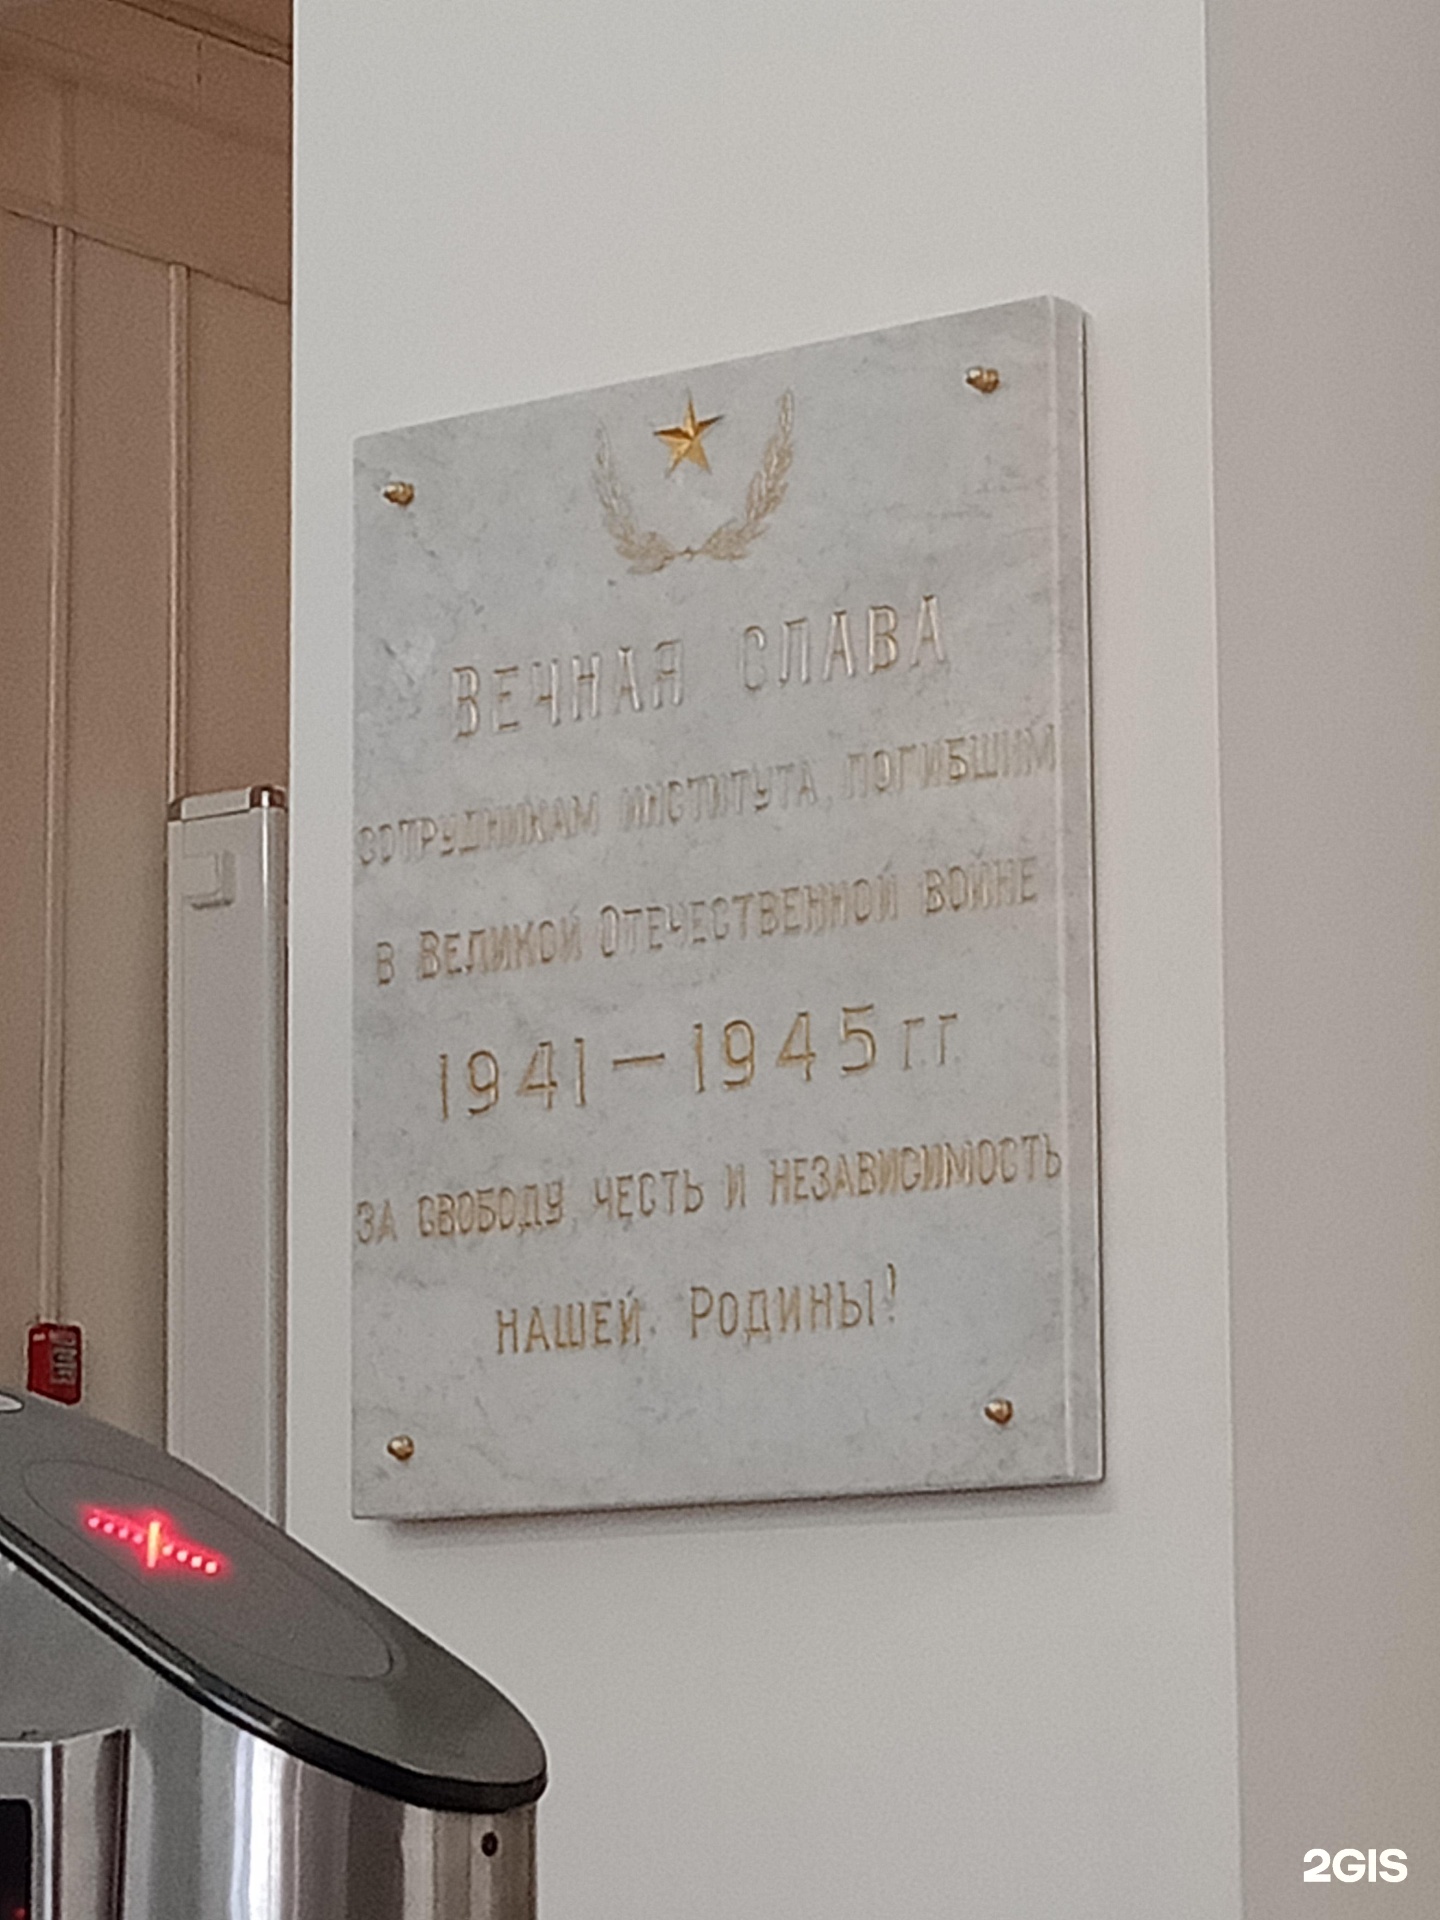 ВЕЧНАЯ СЛАВА
СОТРУДНИКАМ ИНСТИТУТА, ПОГИБШИМ
В ВЕЛИКОЙ ОТЕЧЕСТВЕННОЙ ВОЙНЕ
1941–1945 г.г.
ЗА СВОБОДУ, ЧЕСТЬ И НЕЗАВИСИМОСТЬ
НАШЕЙ РОДИНЫ!
2GIS